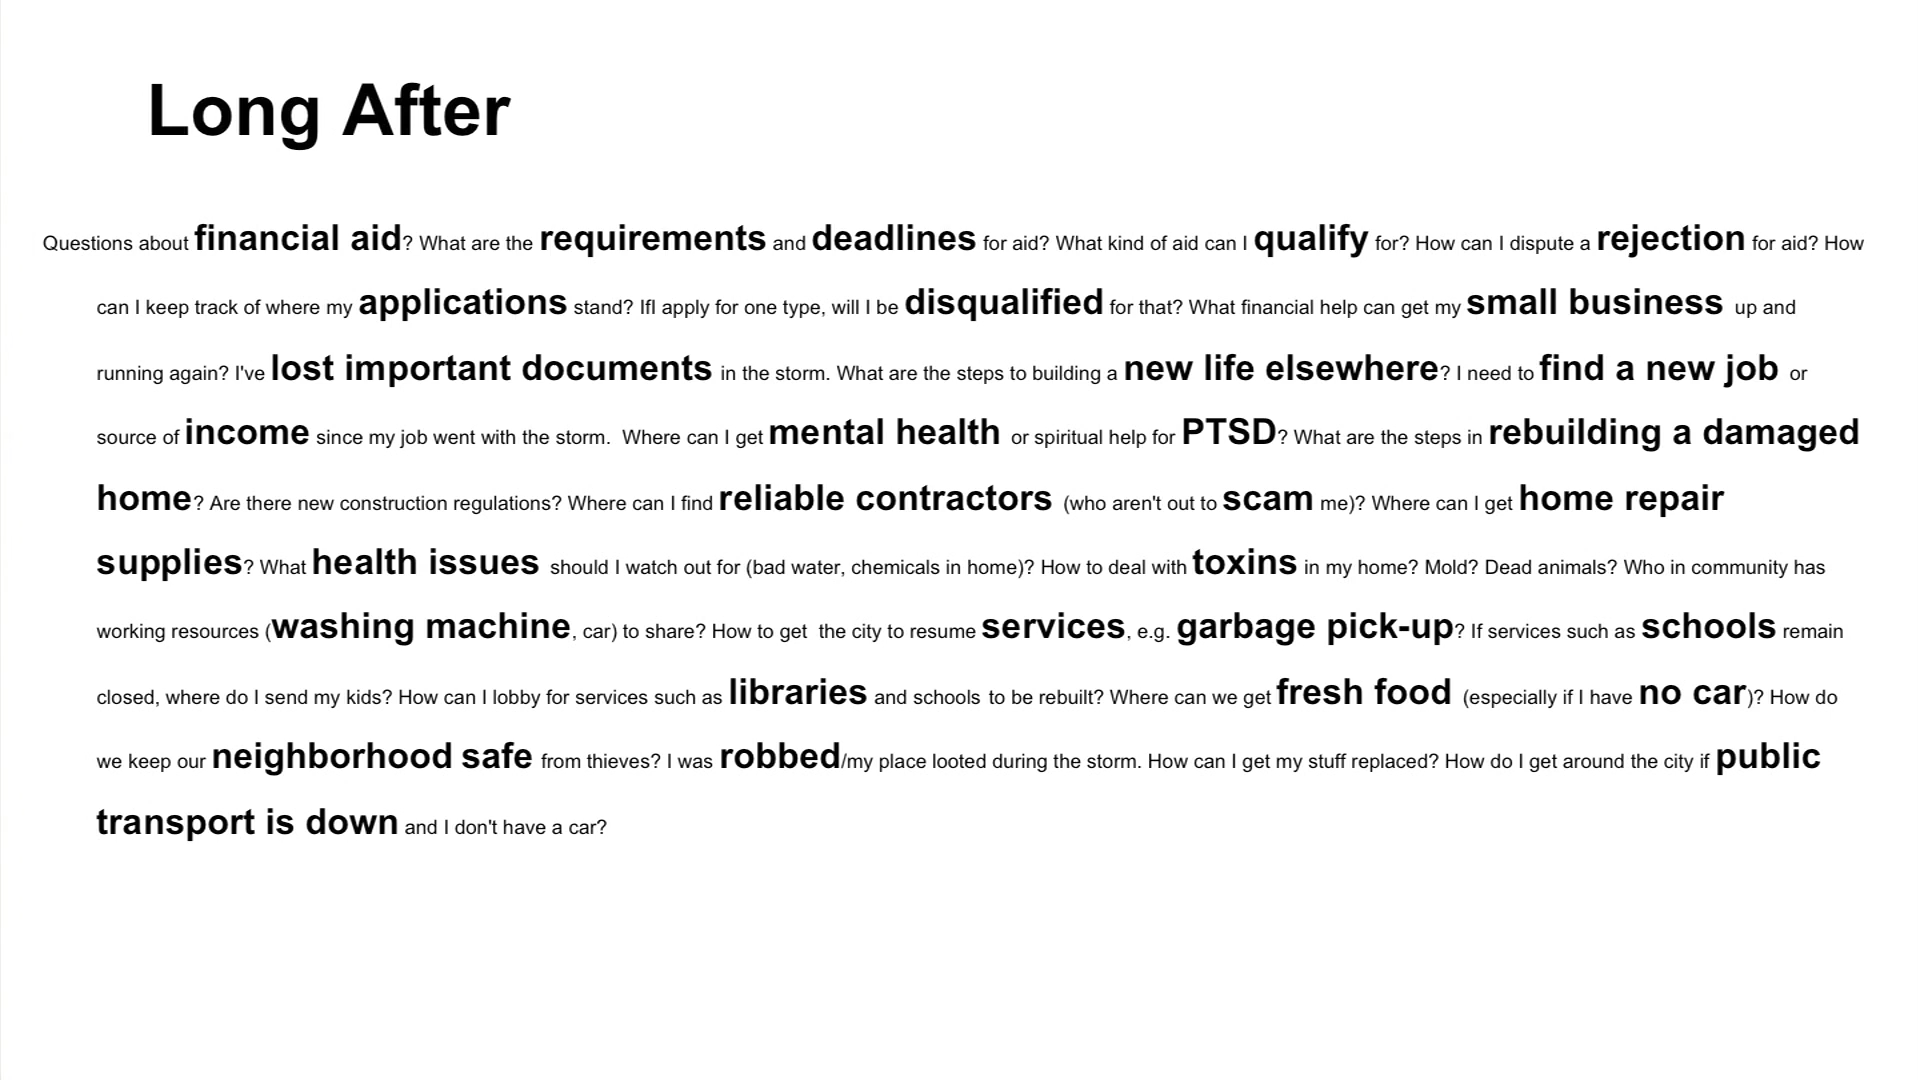 Long After
Questions about financial aid? What are the requirements and deadlines for aid? What kind of aid can I qualify for? How can I dispute a rejection for aid? How
can I keep track of where my applications stand? IfI apply for one type, will I be disqualified for that? What financial help can get my small business up and
running again? I've lost important documents in the storm. What are the steps to building a new life elsewhere? I need to find a new job or
source of income since my job went with the storm. Where can I get mental health or spiritual help for PTSD? What are the steps in rebuilding a damaged
home? Are there new construction regulations? Where can I find reliable contractors (who aren't out to scam me)? Where can I get home repair
supplies? What health issues should I watch out for (bad water, chemicals in home)? How to deal with toxins in my home? Mold? Dead animals? Who in community has
working resources (washing machine, car) to share? How to get the city to resume services, e.g. garbage pick-up? If services such as schools remain
closed, where do I send my kids? How can I lobby for services such as libraries and schools to be rebuilt? Where can we get fresh food (especially if I have no car)? How do
we keep our neighborhood safe from thieves? I was robbed/my place looted during the storm. How can I get my stuff replaced? How do I get around the city if public
transport is down and I don't have a car?